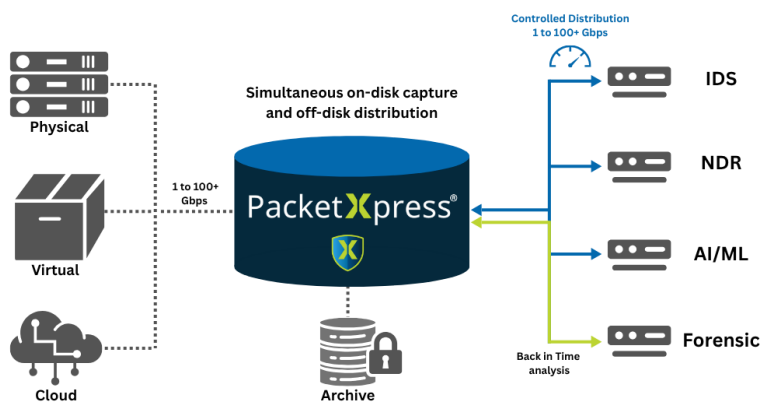 Controlled Distribution
1 to 100+ Gbps
Simultaneous on-disk capture
and off-disk distribution
Physical
1 to 100+
Gbps
Virtual
Cloud
PacketXpress®
X
Archive
IDS
NDR
AI/ML
Forensic
Back in Time
analysis